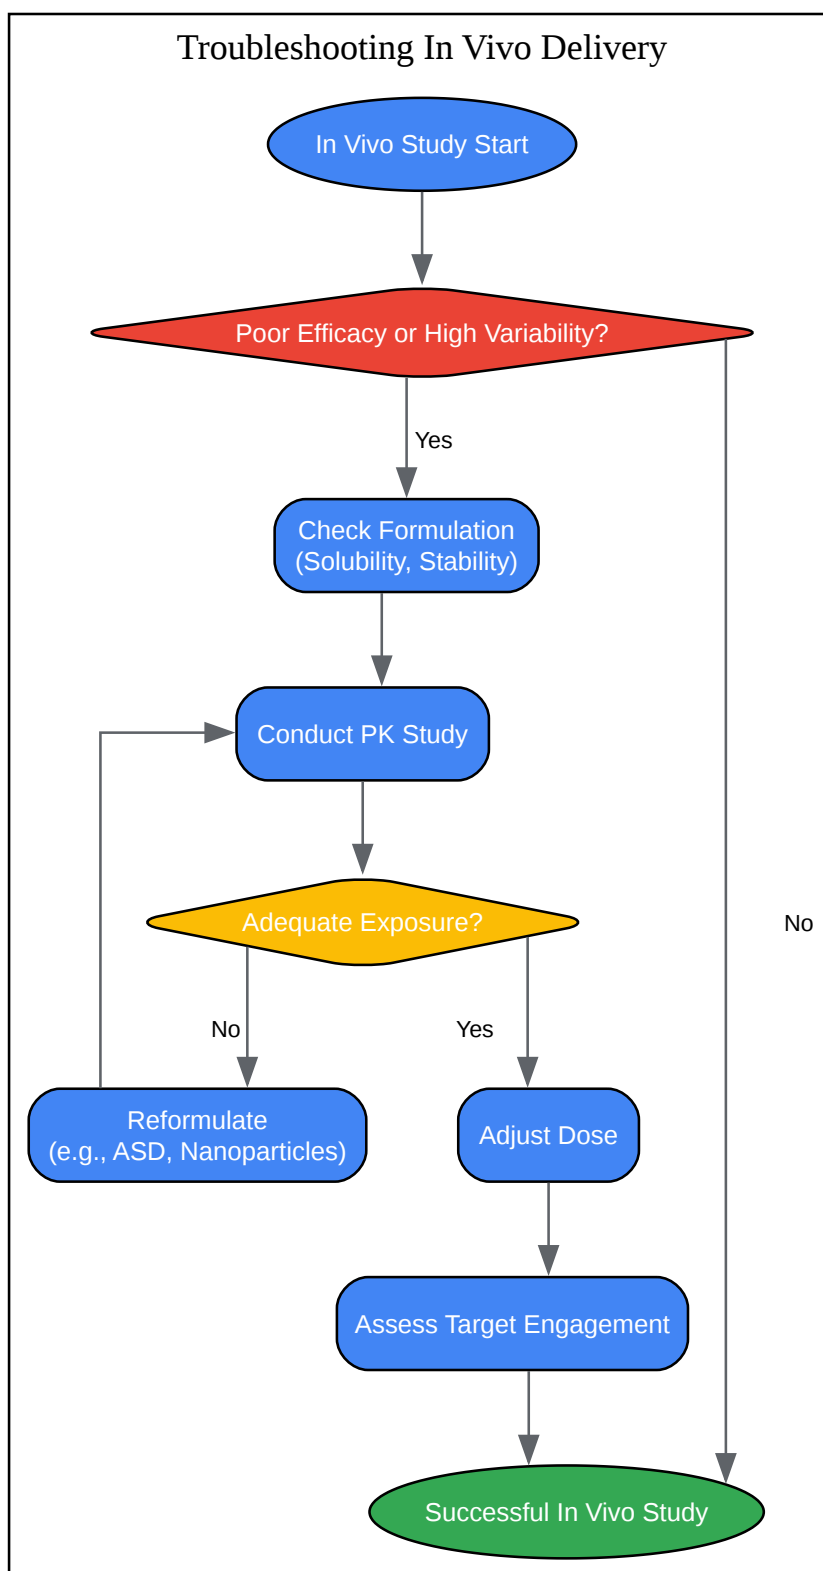 Troubleshooting In Vivo Delivery
In Vivo Study Start
Poor Efficacy or High Variability?
Yes
Check Formulation
(Solubility, Stability)
Conduct PK Study
Adequate Exposure?
No
No
Yes
Reformulate
(e.g., ASD, Nanoparticles)
Adjust Dose
Assess Target Engagement
Successful In Vivo Study